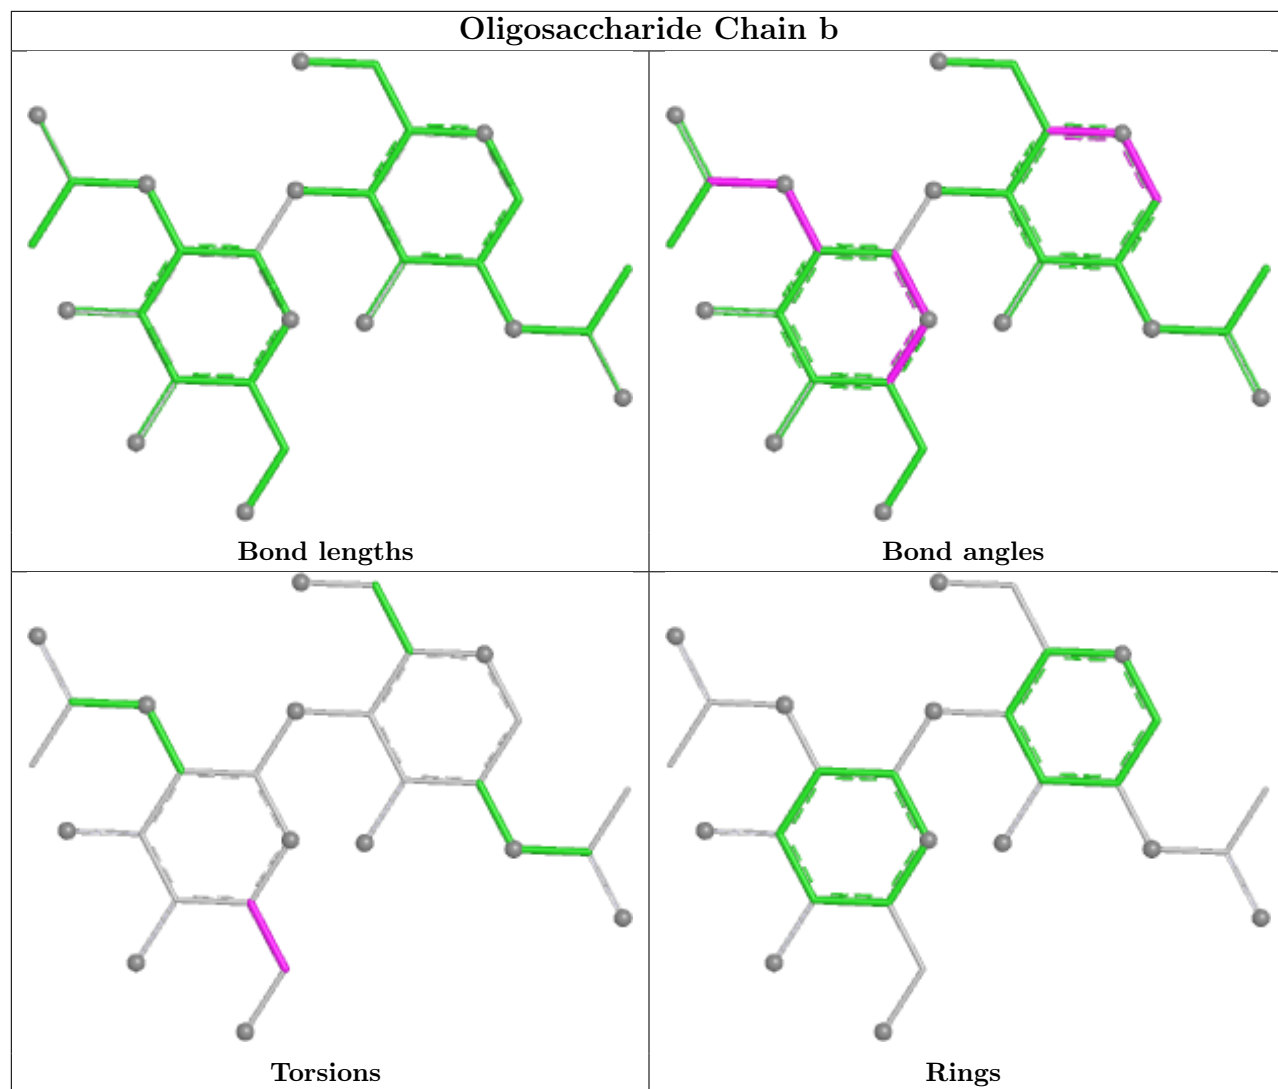 Oligosaccharide Chain b
Bond lengths
Bond angles
Torsions
Rings